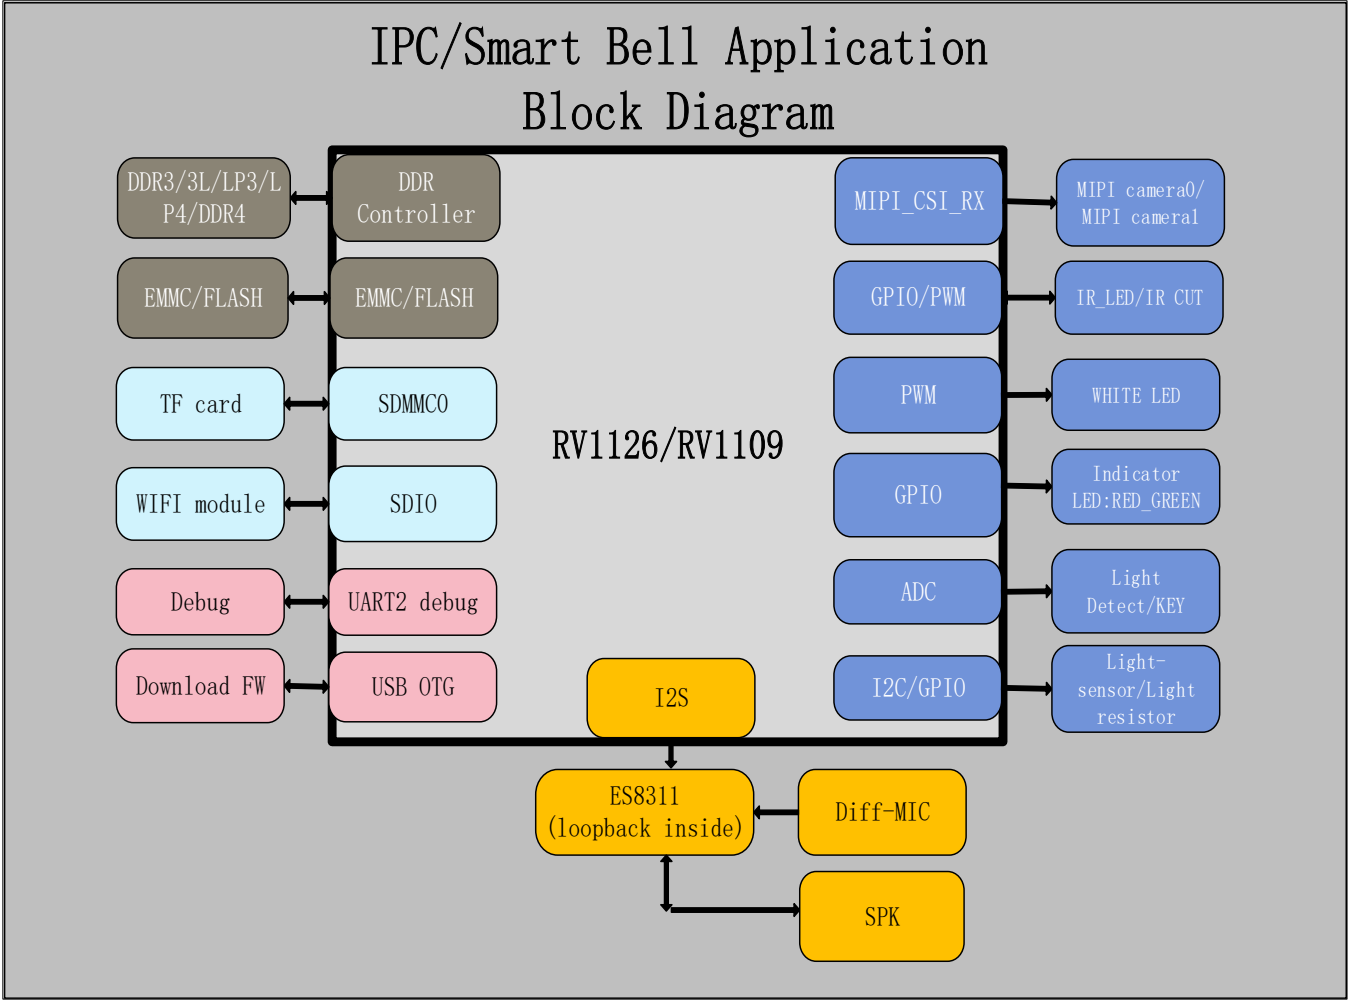 IPC/Smart Bell Application
Block Diagram
DDR3/3L/LP3/L
P4/DDR4
DDR
Controller
MIPI_CSI_RX
MIPI camera0/
MIPI camera1
EMMC/FLASH
EMMC/FLASH
GPIO/PWM
IR_LED/IR CUT
TF card
SDMMC0
PWM
WHITE LED
RV1126/RV1109
WIFI module
SDIO
GPIO
Indicator
LED:RED_GREEN
Debug
UART2 debug
ADC
Light
Detect/KEY
Download FW
USB OTG
I2S
I2C/GPIO
Light-
sensor/Light
resistor
ES8311
(loopback inside)
Diff-MIC
SPK